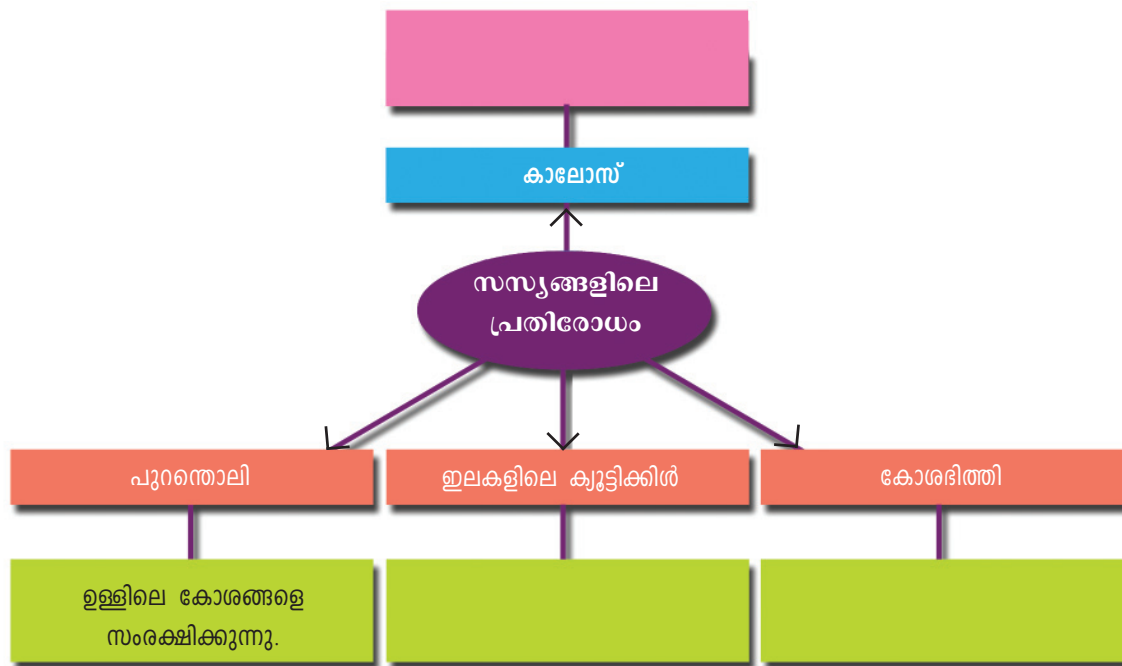 കാലോസ്
സസ്യങ്ങളിലെ
പ്രതിരോധം
പുറന്തൊലി
ഇലകളിലെ ക്യൂട്ടിക്കിൾ
കോശഭിത്തി
ഉള്ളിലെ കോശങ്ങളെ
സംരക്ഷിക്കുന്നു.